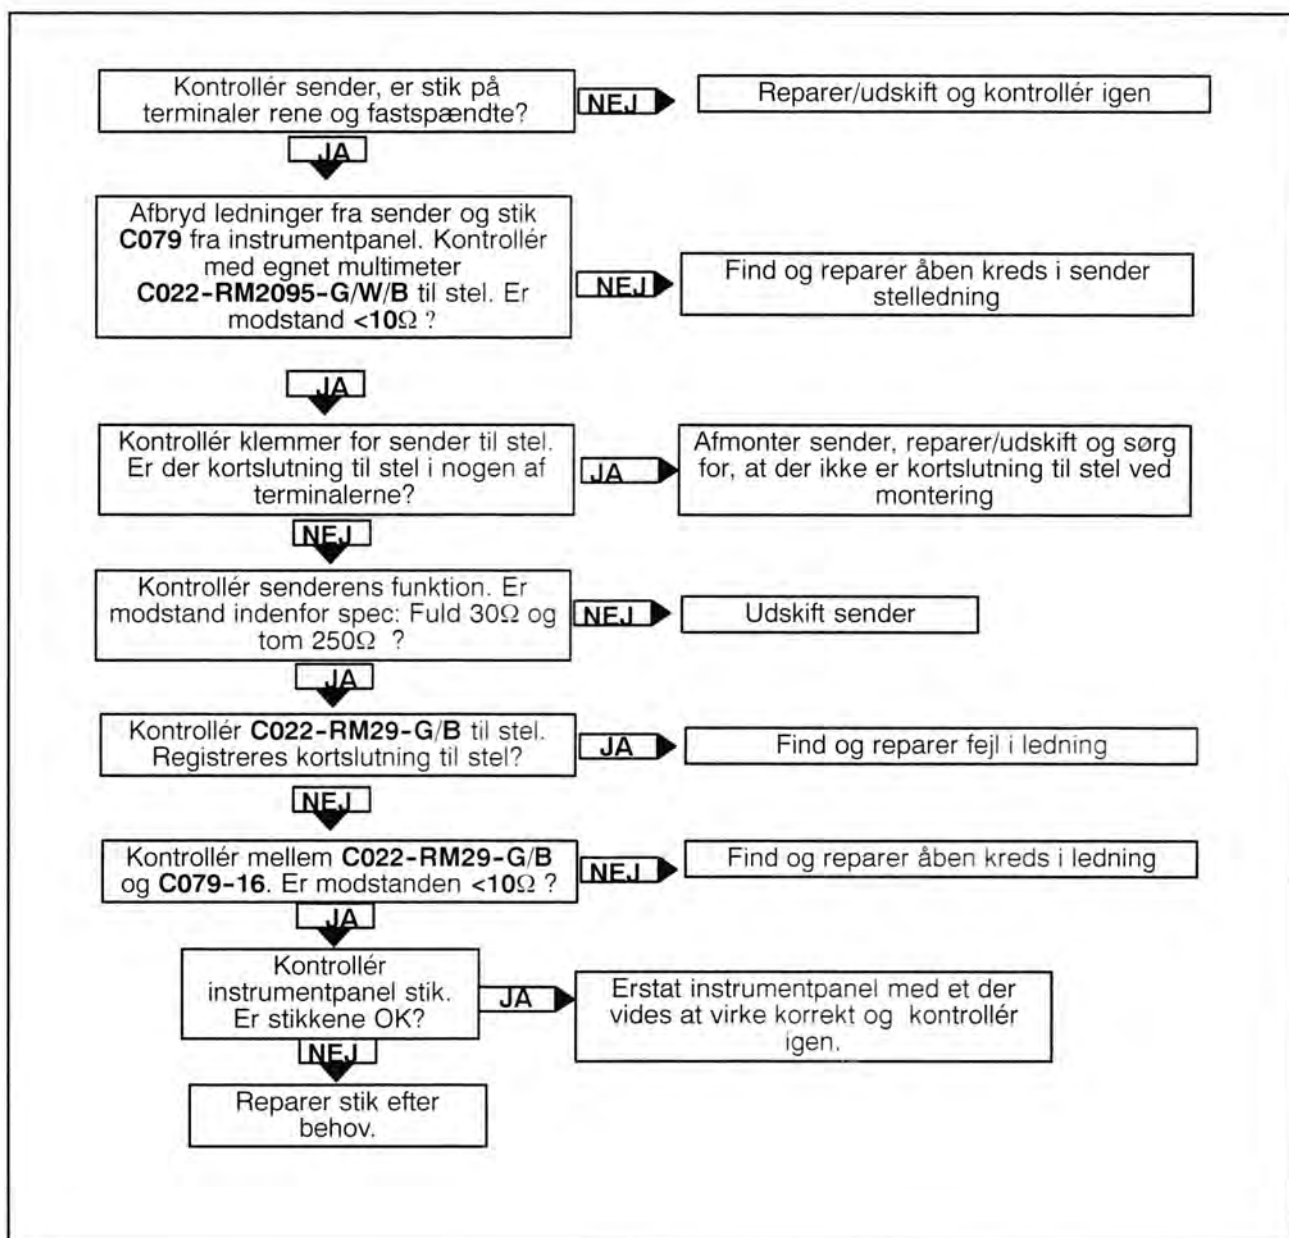 Kontrollér sender, er stik på
terminaler rene og fastspændte?
NEJ
Reparer/udskift og kontrollér igen
JA
Afbryd ledninger fra sender og stik
C079 fra instrumentpanel. Kontrollér
med egnet multimeter
C022-RM2095-G/W/B til stel. Er
modstand <10Ω ?
NEJ
Find og reparer åben kreds i sender
stelledning
JA
Kontrollér klemmer for sender til stel.
Er der kortslutning til stel i nogen af
terminalerne?
JA
Afmonter sender, reparer/udskift og sørg
for, at der ikke er kortslutning til stel ved
montering
NEJ
Kontrollér senderens funktion. Er
modstand indenfor spec: Fuld 30Ω og
tom 250Ω ?
NEJ
Udskift sender
JA
Kontrollér C022-RM29-G/B til stel.
Registreres kortslutning til stel?
JA
Find og reparer fejl i ledning
NEJ
Kontrollér mellem C022-RM29-G/B
og C079-16. Er modstanden <10Ω ?
NEJ
Find og reparer åben kreds i ledning
JA
Kontrollér
instrumentpanel stik.
Er stikkene OK?
JA
Erstat instrumentpanel med et der
vides at virke korrekt og kontrollér
igen.
NEJ
Reparer stik efter
behov.